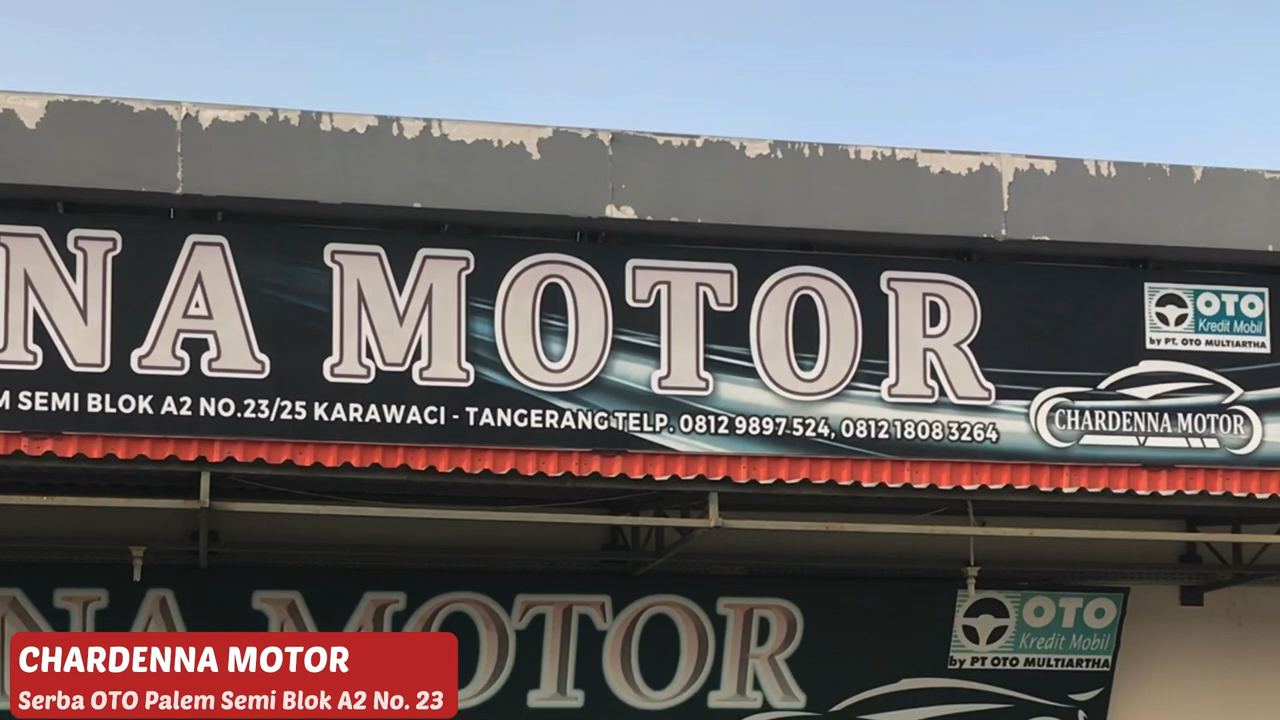 NA MOTOR
SEMI BLOK A2 NO.23/25 KARAWACI - TANGERANG TELP. 0812 9897 524, 0812 1808 3264
OTO
Kredit Mobil
by PT. OTO MULTIARTHA
CHARDENNA MOTOR
NA MOTOR
OTO
Kredit Mobil
by PT OTO MULTIARTHA
CHARDENNA MOTOR
Serba OTO Palem Semi Blok A2 No. 23